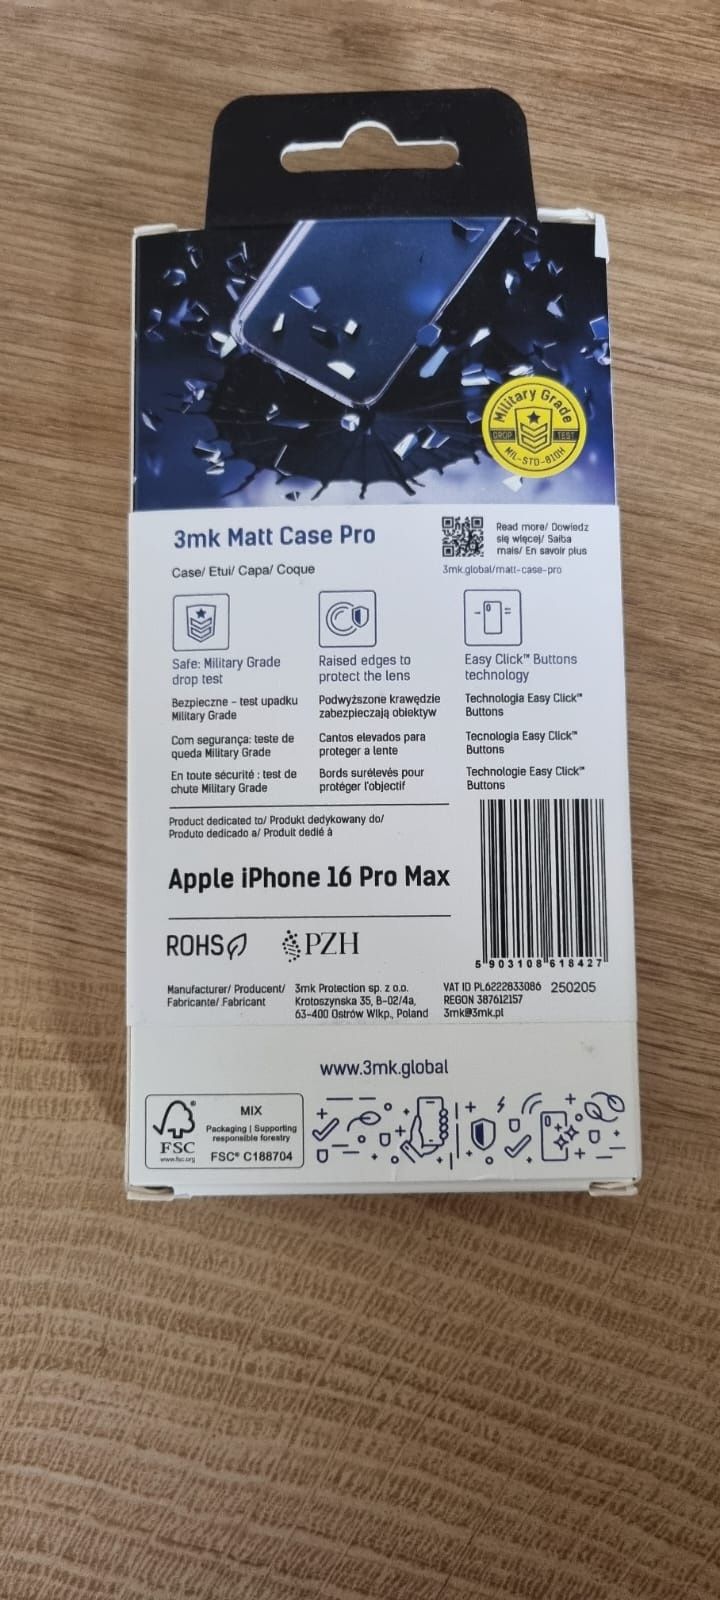 Military Grade
DROP TEST
MIL-STD-810H
3mk Matt Case Pro
Case/ Etui/ Capa/ Coque
Read more/ Dowiedz
się więcej/ Saiba
mais/ En savoir plus
3mk.global/matt-case-pro
Safe: Military Grade
drop test
Bezpieczne - test upadku
Military Grade
Com segurança: teste de
queda Military Grade
En toute sécurité : test de
chute Military Grade
Raised edges to
protect the lens
Podwyższone krawędzie
zabezpieczają obiektyw
Cantos elevados para
proteger a lente
Bords surélevés pour
protéger l'objectif
Easy Click™ Buttons
technology
Technologia Easy Click™
Buttons
Tecnologia Easy Click™
Buttons
Technologie Easy Click™
Buttons
Product dedicated to/ Produkt dedykowany do/
Produto dedicado a/ Produit dedié à
Apple iPhone 16 Pro Max
5 903108 618427
ROHS
PZH
Manufacturer/ Producent/
Fabricante/ Fabricant
3mk Protection sp. z o.o.
Krotoszynska 35, B-02/4a,
63-400 Ostrów Wlkp., Poland
VAT ID PL6222833086 250205
REGON 387612157
3mk@3mk.pl
www.3mk.global
FSC
www.fsc.org
MIX
Packaging | Supporting
responsible forestry
FSC® C188704